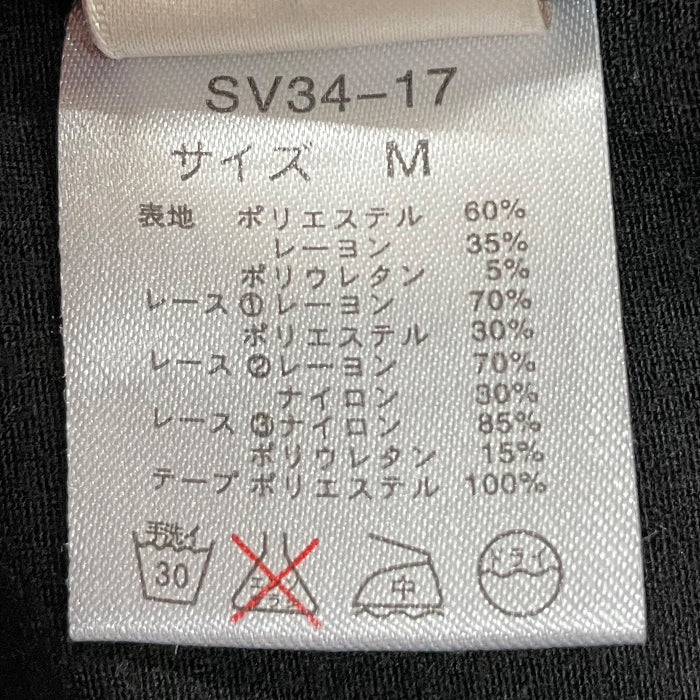 SV34-17
サイズ M
表地 ポリエステル 60%
レーヨン 35%
ポリウレタン 5%
レース①レーヨン 70%
ポリエステル 30%
レース②レーヨン 70%
ナイロン 30%
レース③ナイロン 85%
ポリウレタン 15%
テープポリエステル 100%
手洗イ 30
エンソ
中
ドライ